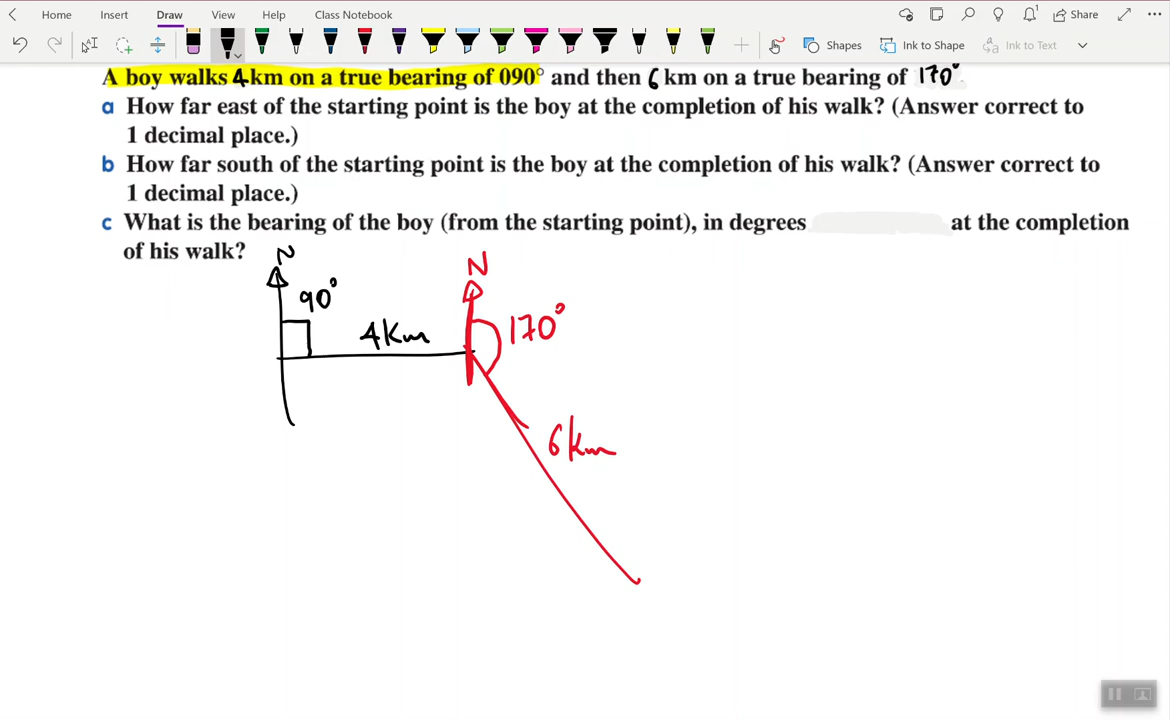 Home Insert Draw View Help Class Notebook Share
Shapes Ink to Shape Ink to Text
A boy walks 4km on a true bearing of 090° and then 6 km on a true bearing of 170°.
a How far east of the starting point is the boy at the completion of his walk? (Answer correct to
1 decimal place.)
b How far south of the starting point is the boy at the completion of his walk? (Answer correct to
1 decimal place.)
c What is the bearing of the boy (from the starting point), in degrees at the completion
of his walk?
N
N
90°
170°
4km
6km